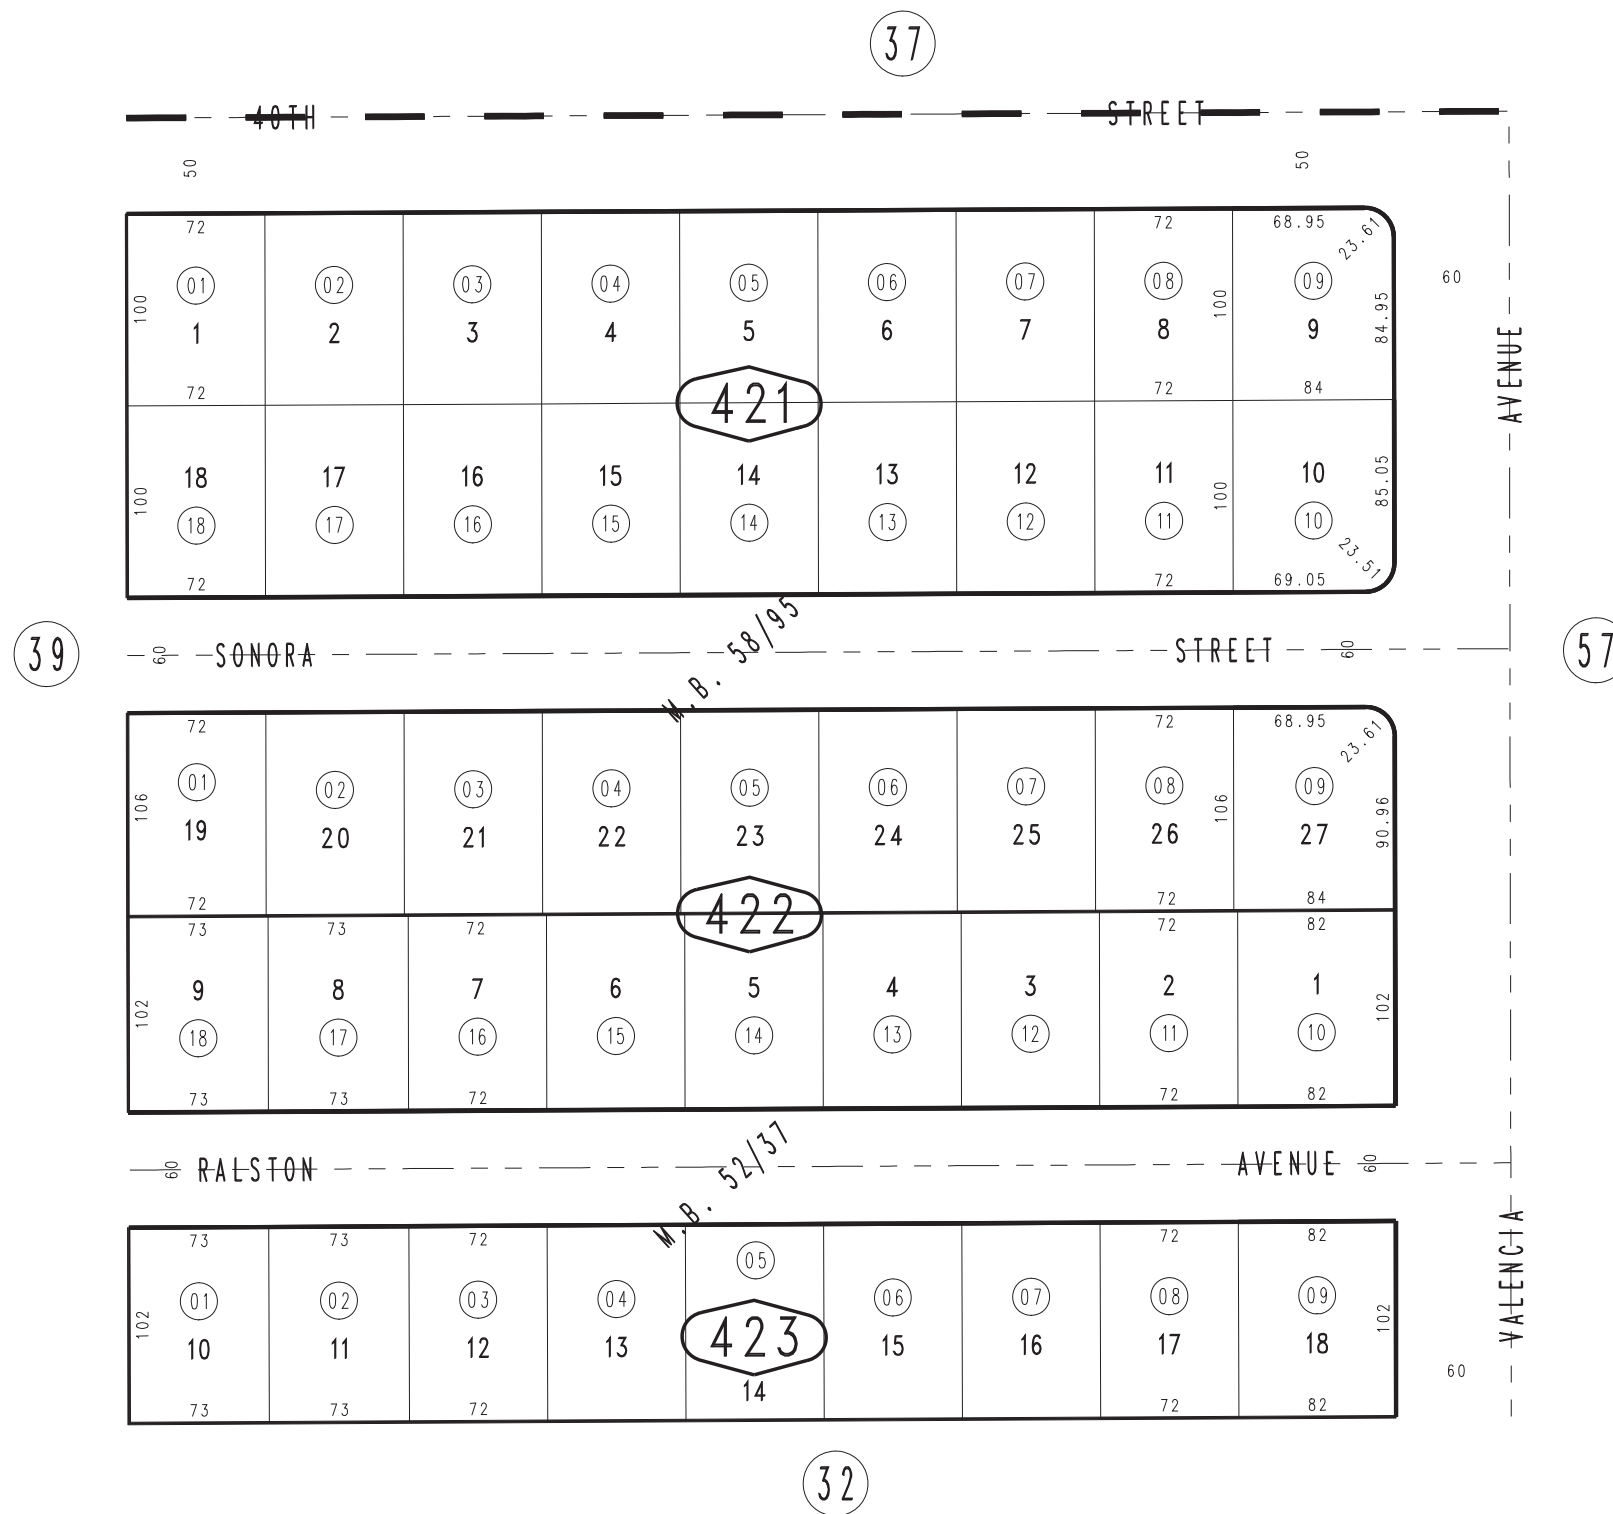 37
40TH STREET
50 50
72 72 68.95 23.61
60
01 02 03 04 05 06 07 08 09
100 100 84.95
1 2 3 4 5 6 7 8 9
AVENUE
72 72 84
421
18 17 16 15 14 13 12 11 10
100 100 85.05
18 17 16 15 14 13 12 11 10
23.51
72 72 69.05
39 60 SONORA M.B. 58/95 STREET 60 57
72 72 68.95 23.61
01 02 03 04 05 06 07 08 09
106 106 90.96
19 20 21 22 23 24 25 26 27
72 72 84
422
73 73 72 72 82
9 8 7 6 5 4 3 2 1
102 102
18 17 16 15 14 13 12 11 10
73 73 72 72 82
60 RALSTON M.B. 52/37 AVENUE 60
73 73 72 72 82
VALENCIA
01 02 03 04 05 06 07 08 09
102 102
423
10 11 12 13 14 15 16 17 18
60
73 73 72 72 82
32